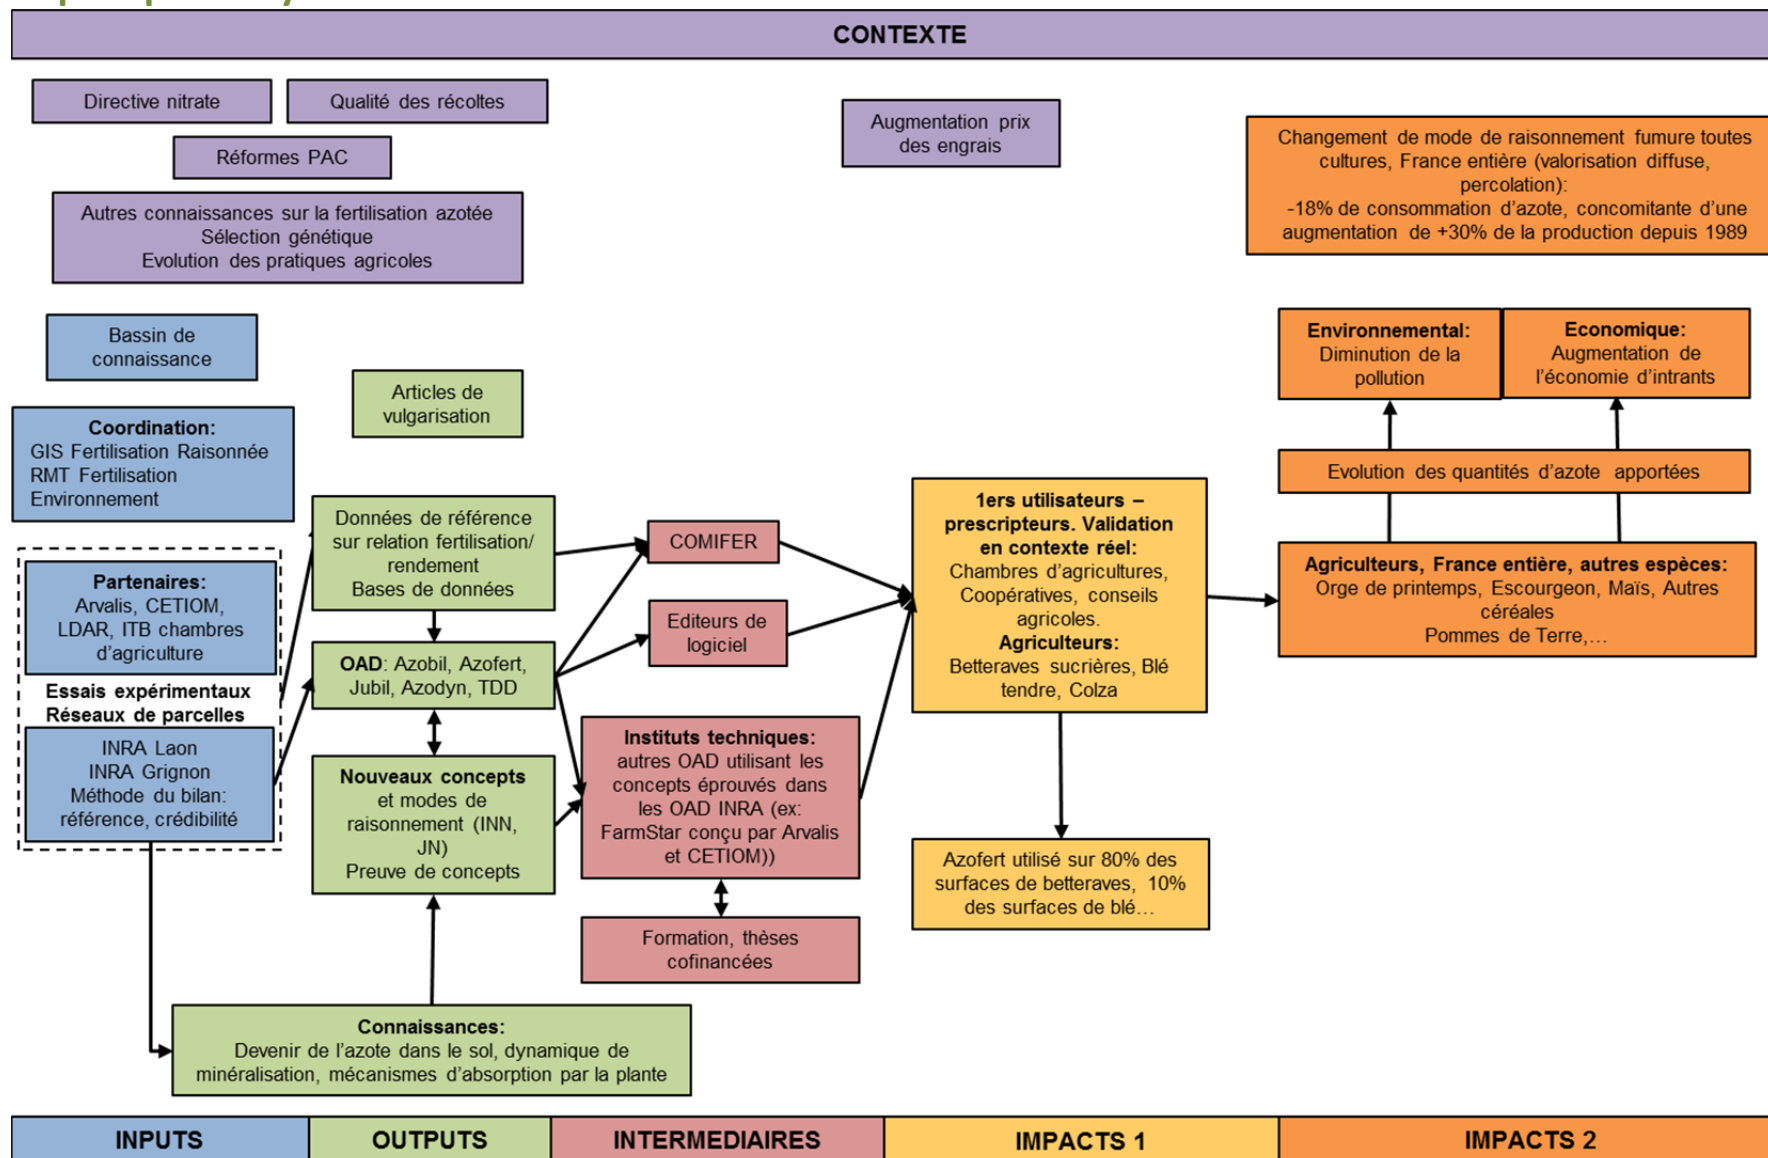 CONTEXTE
Directive nitrate
Qualité des récoltes
Réformes PAC
Autres connaissances sur la fertilisation azotée
Sélection génétique
Evolution des pratiques agricoles
Augmentation prix
des engrais
Changement de mode de raisonnement fumure toutes
cultures, France entière (valorisation diffuse,
percolation):
-18% de consommation d'azote, concomitante d'une
augmentation de +30% de la production depuis 1989
Bassin de
connaissance
Coordination:
GIS Fertilisation Raisonnée
RMT Fertilisation
Environnement
Partenaires:
Arvalis, CETIOM,
LDAR, ITB chambres
d'agriculture
Essais expérimentaux
Réseaux de parcelles
INRA Laon
INRA Grignon
Méthode du bilan:
référence, crédibilité
Articles de
vulgarisation
Données de référence
sur relation fertilisation/
rendement
Bases de données
OAD: Azobil, Azofert,
Jubil, Azodyn, TDD
Nouveaux concepts
et modes de
raisonnement (INN,
JN)
Preuve de concepts
Connaissances:
Devenir de l'azote dans le sol, dynamique de
minéralisation, mécanismes d'absorption par la plante
COMIFER
Editeurs de
logiciel
Instituts techniques:
autres OAD utilisant les
concepts éprouvés dans
les OAD INRA (ex:
FarmStar conçu par Arvalis
et CETIOM))
Formation, thèses
cofinancées
1ers utilisateurs –
prescripteurs. Validation
en contexte réel:
Chambres d'agricultures,
Coopératives, conseils
agricoles.
Agriculteurs:
Betteraves sucrières, Blé
tendre, Colza
Azofert utilisé sur 80% des
surfaces de betteraves, 10%
des surfaces de blé…
Environnemental:
Diminution de la
pollution
Economique:
Augmentation de
l'économie d'intrants
Evolution des quantités d'azote apportées
Agriculteurs, France entière, autres espèces:
Orge de printemps, Escourgeon, Maïs, Autres
céréales
Pommes de Terre,…
INPUTS
OUTPUTS
INTERMEDIAIRES
IMPACTS 1
IMPACTS 2